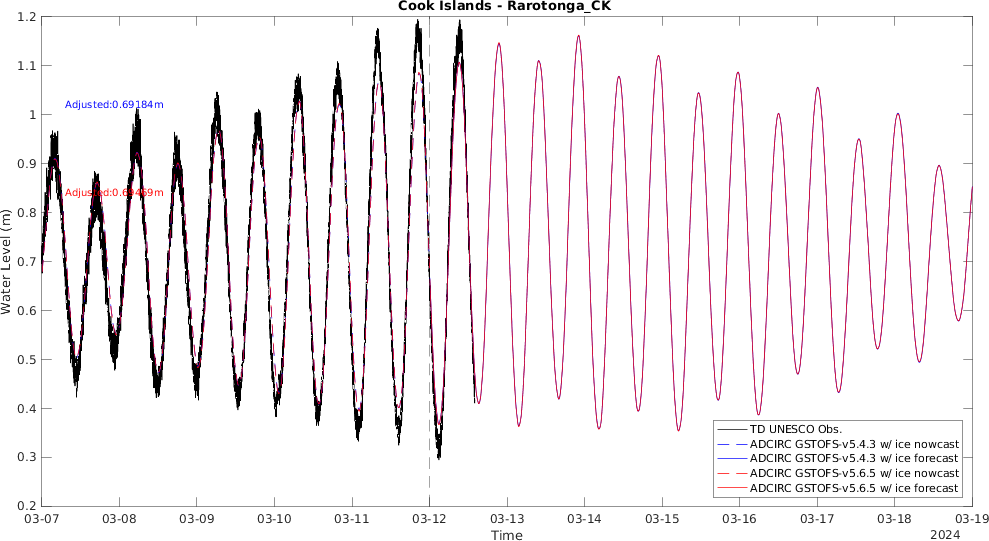 Cook Islands - Rarotonga_CK
Water Level (m)
1.2
1.1
1
0.9
0.8
0.7
0.6
0.5
0.4
0.3
0.2
Adjusted:0.69184m
Adjusted:0.69469m
TD UNESCO Obs.
ADCIRC GSTOFS-v5.4.3 w/ ice nowcast
ADCIRC GSTOFS-v5.4.3 w/ ice forecast
ADCIRC GSTOFS-v5.6.5 w/ ice nowcast
ADCIRC GSTOFS-v5.6.5 w/ ice forecast
03-07 03-08 03-09 03-10 03-11 03-12 03-13 03-14 03-15 03-16 03-17 03-18 03-19
Time
2024